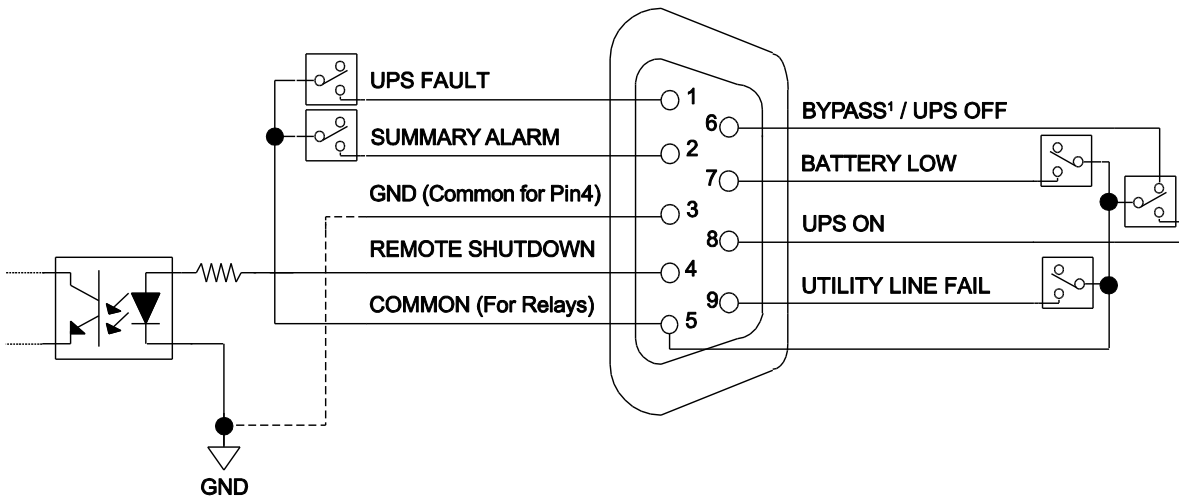 UPS FAULT
SUMMARY ALARM
GND (Common for Pin4)
REMOTE SHUTDOWN
COMMON (For Relays)
GND
1
2
3
4
5
6
7
8
9
BYPASS¹ / UPS OFF
BATTERY LOW
UPS ON
UTILITY LINE FAIL